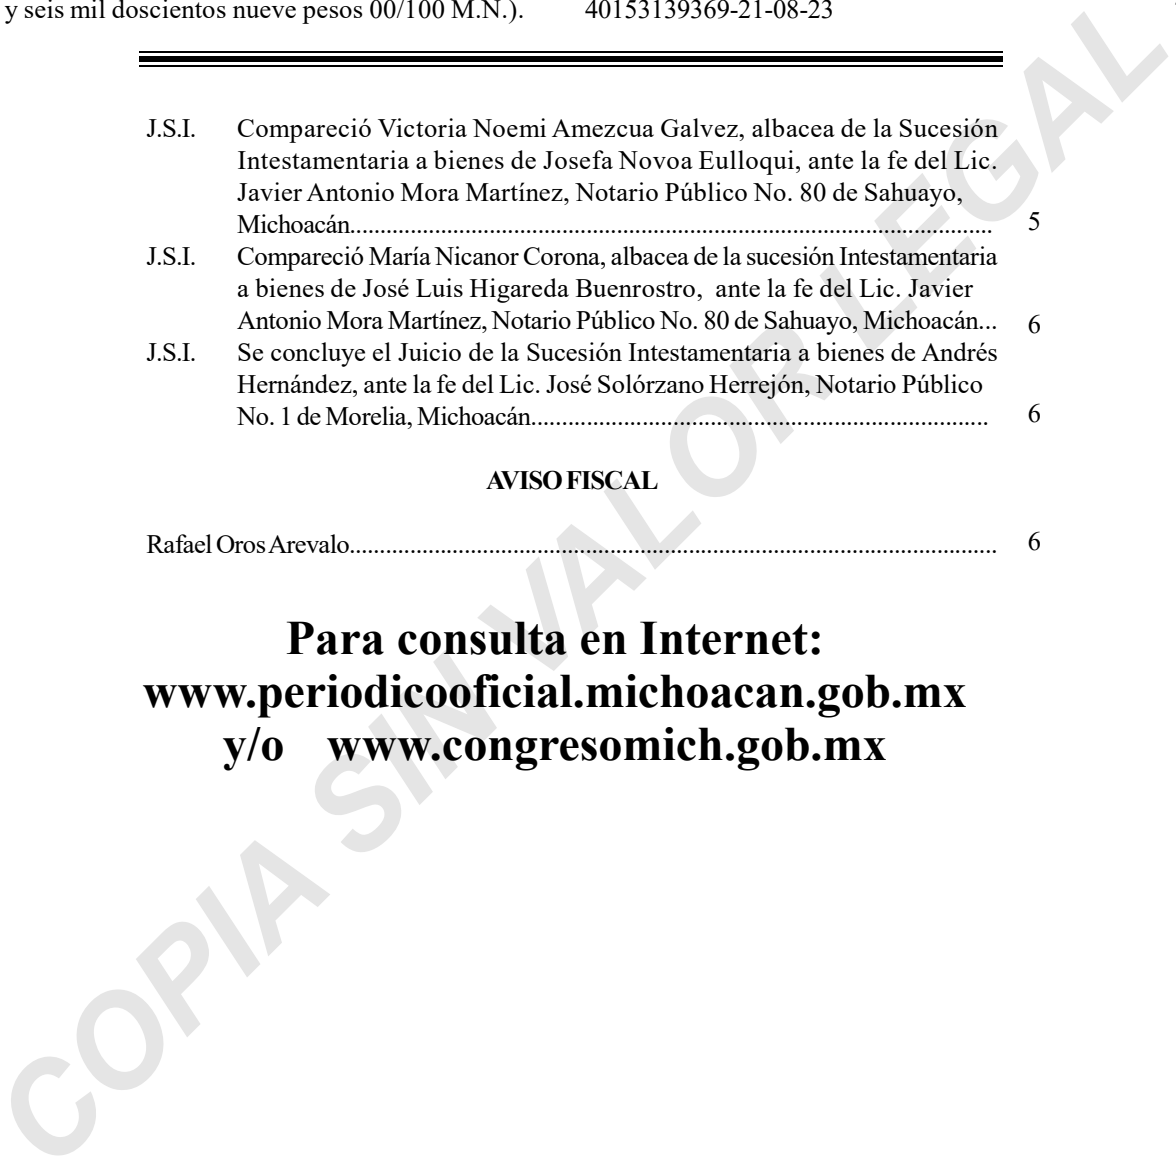 y seis mil doscientos nueve pesos 00/100 M.N.). 40153139369-21-08-23
J.S.I. Compareció Victoria Noemi Amezcua Galvez, albacea de la Sucesión
Intestamentaria a bienes de Josefa Novoa Eulloqui, ante la fe del Lic.
Javier Antonio Mora Martínez, Notario Público No. 80 de Sahuayo,
Michoacán........................................................................................................ 5
J.S.I. Compareció María Nicanor Corona, albacea de la sucesión Intestamentaria
a bienes de José Luis Higareda Buenrostro, ante la fe del Lic. Javier
Antonio Mora Martínez, Notario Público No. 80 de Sahuayo, Michoacán... 6
J.S.I. Se concluye el Juicio de la Sucesión Intestamentaria a bienes de Andrés
Hernández, ante la fe del Lic. José Solórzano Herrejón, Notario Público
No. 1 de Morelia, Michoacán.......................................................................... 6
AVISO FISCAL
Rafael Oros Arevalo......................................................................................................... 6
Para consulta en Internet:
www.periodicooficial.michoacan.gob.mx
y/o www.congresomich.gob.mx
COPIA SIN VALOR LEGAL